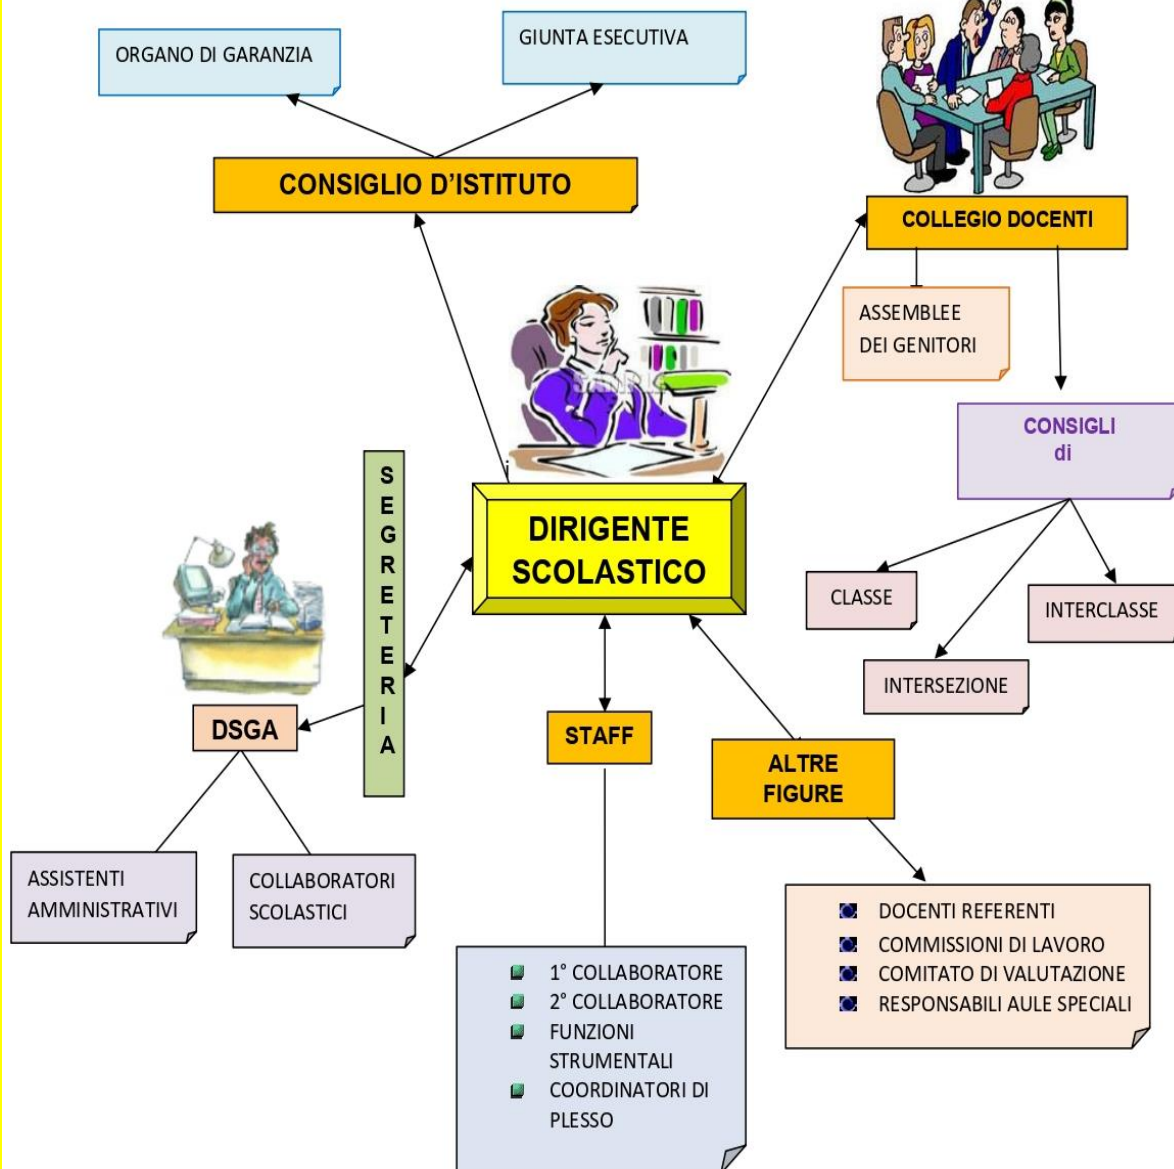 ORGANO DI GARANZIA
GIUNTA ESECUTIVA
CONSIGLIO D'ISTITUTO
COLLEGIO DOCENTI
ASSEMBLEE
DEI GENITORI
CONSIGLI
di
CLASSE
INTERCLASSE
INTERSEZIONE
i
DIRIGENTE
SCOLASTICO
SEGRETERIA
DSGA
STAFF
ALTRE
FIGURE
ASSISTENTI
AMMINISTRATIVI
COLLABORATORI
SCOLASTICI
1° COLLABORATORE
2° COLLABORATORE
FUNZIONI
STRUMENTALI
COORDINATORI DI
PLESSO
DOCENTI REFERENTI
COMMISSIONI DI LAVORO
COMITATO DI VALUTAZIONE
RESPONSABILI AULE SPECIALI